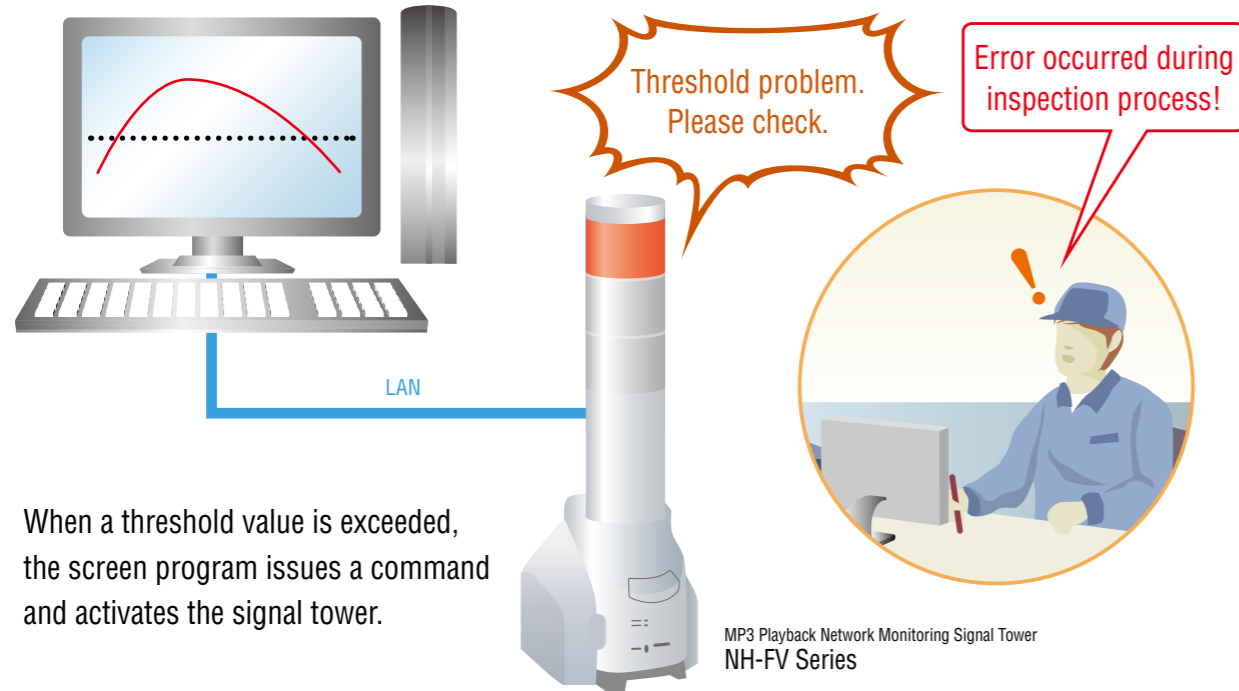 Threshold problem.
Please check.
Error occurred during
inspection process!
LAN
When a threshold value is exceeded,
the screen program issues a command
and activates the signal tower.
MP3 Playback Network Monitoring Signal Tower
NH-FV Series